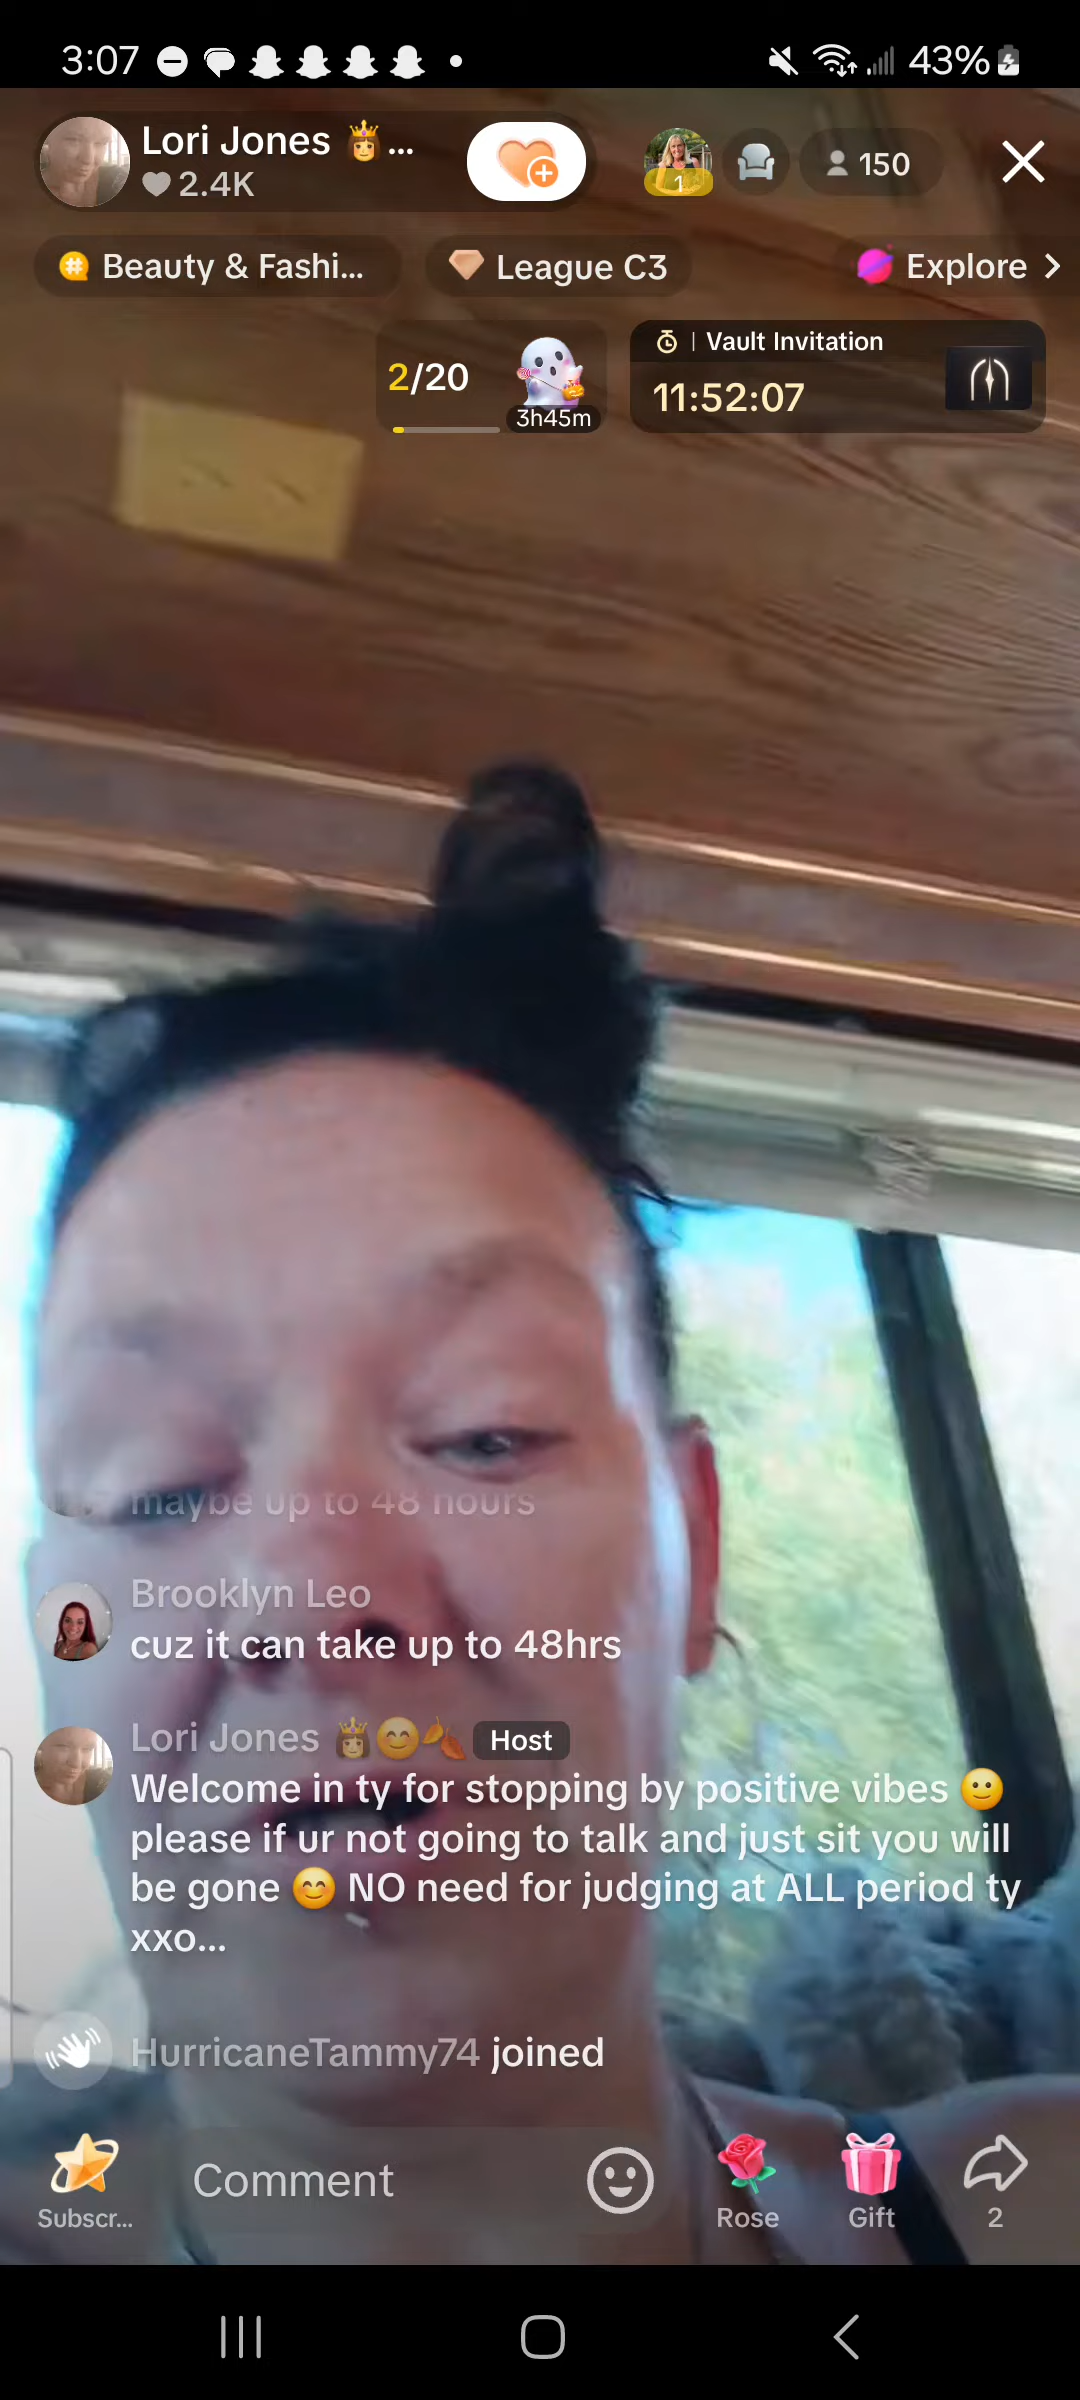 3:07
43%
Lori Jones 👸...
2.4K
1
150
Beauty & Fashi...
League C3
Explore
2/20
3h45m
Vault Invitation
11:52:07
maybe up to 48 hours
Brooklyn Leo
cuz it can take up to 48hrs
Lori Jones 👸😊🍂 Host
Welcome in ty for stopping by positive vibes 🙂
please if ur not going to talk and just sit you will
be gone 😊 NO need for judging at ALL period ty
xxo...
HurricaneTammy74 joined
Comment
Subscr...
Rose
Gift
2